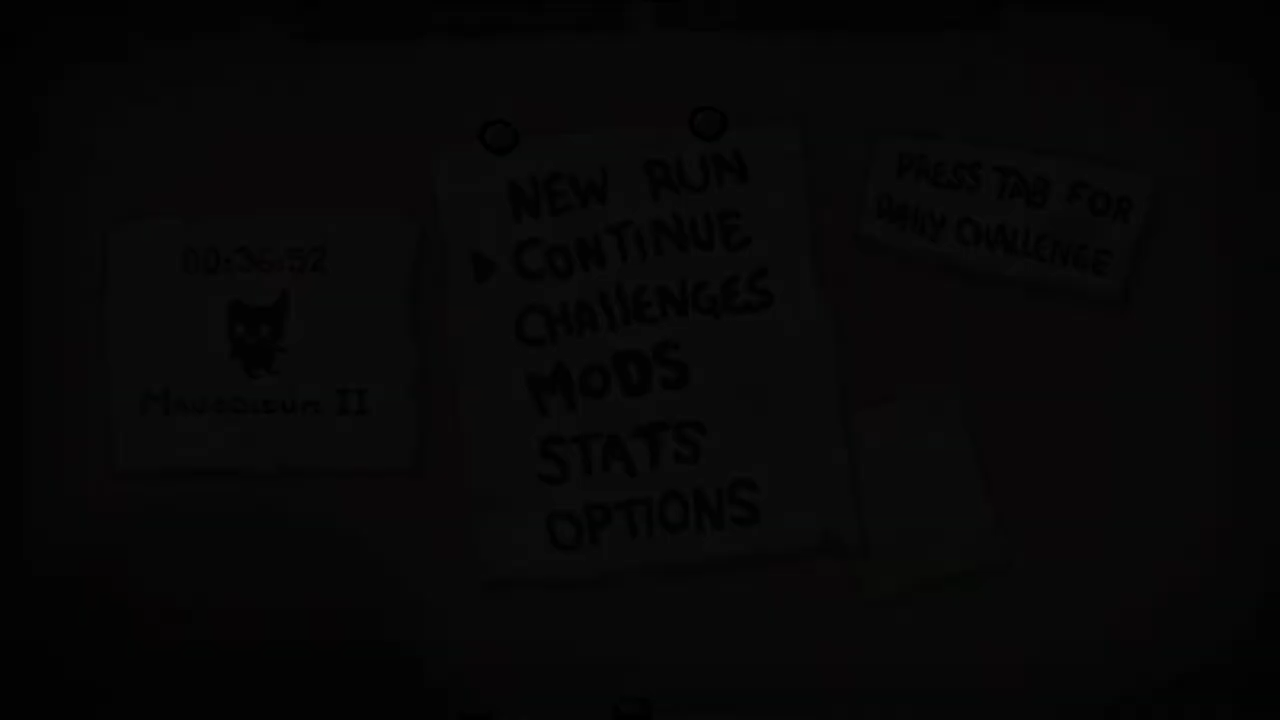 NEW RUN
CONTINUE
CHALLENGES
MODS
STATS
OPTIONS
00:36:52
Mausoleum II
PRESS TAB FOR
DAILY CHALLENGE